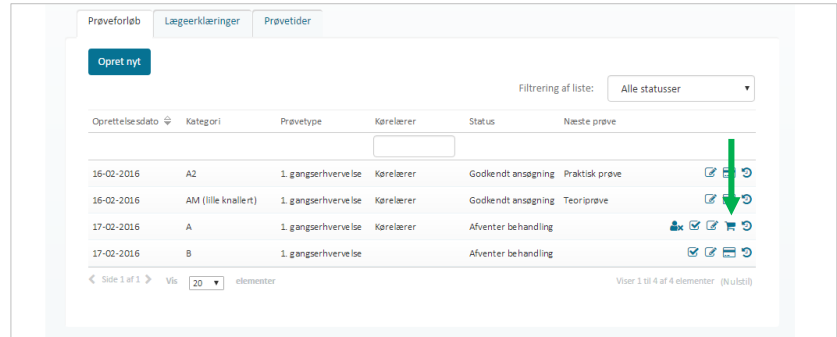 Prøveforløb Lægeerklæringer Prøvetider
Opret nyt
Filtrering af liste: Alle statusser
Oprettelsesdato Kategori Prøvetype Kørelærer Status Næste prøve
16-02-2016 A2 1. gangserhvervelse Kørelærer Godkendt ansøgning Praktisk prøve
16-02-2016 AM (lille knallert) 1. gangserhvervelse Kørelærer Godkendt ansøgning Teoriprøve
17-02-2016 A 1. gangserhvervelse Kørelærer Afventer behandling
17-02-2016 B 1. gangserhvervelse Afventer behandling
Side 1 af 1 Vis 20 elementer Viser 1 til 4 af 4 elementer (Nulstil)